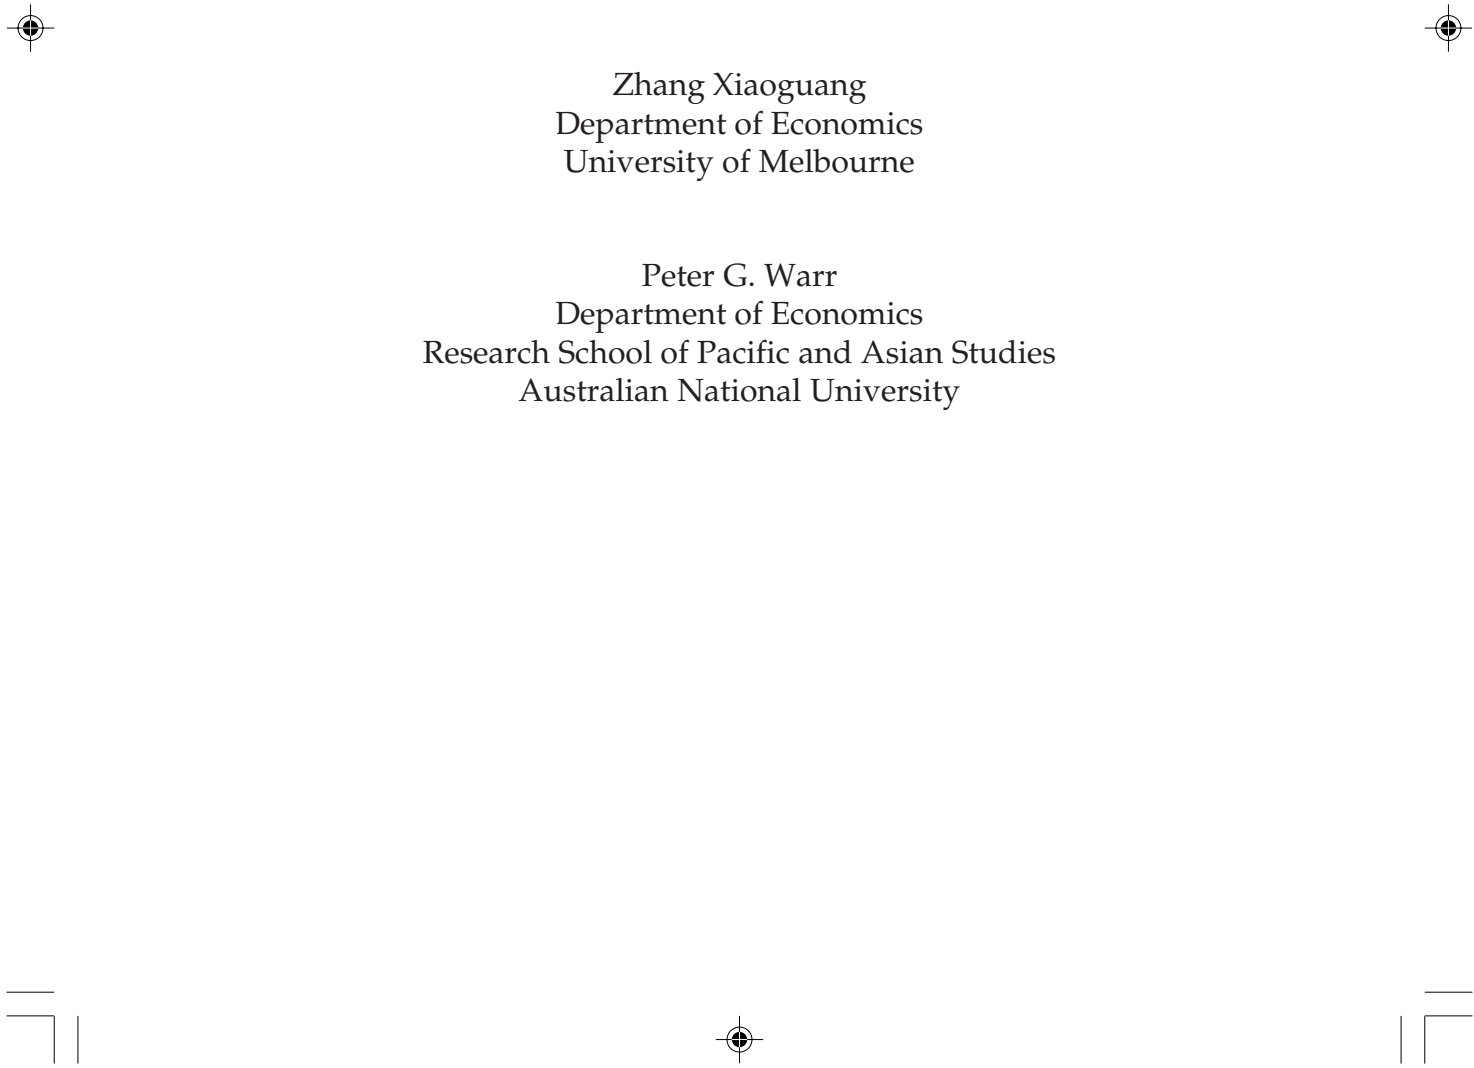 Zhang Xiaoguang
Department of Economics
University of Melbourne
Peter G. Warr
Department of Economics
Research School of Pacific and Asian Studies
Australian National University